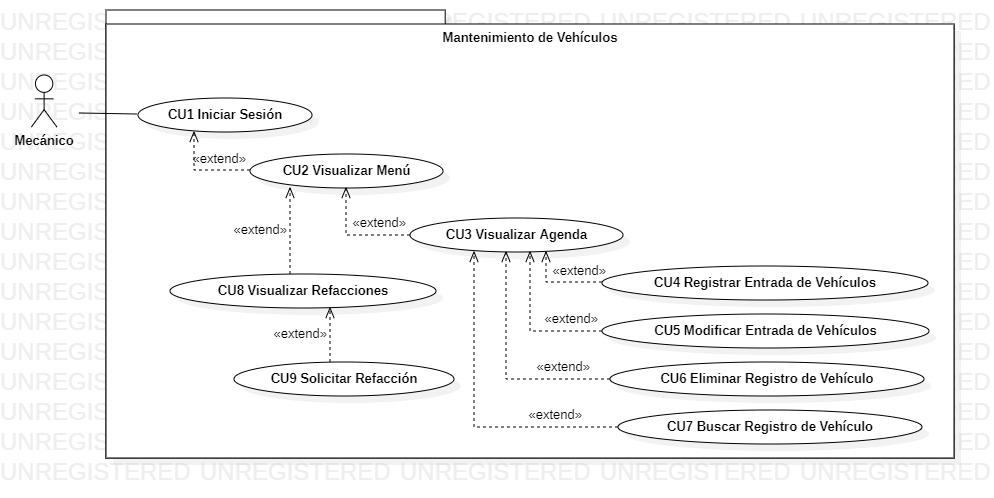 Mantenimiento de Vehículos
Mecánico
CU1 Iniciar Sesión
«extend»
CU2 Visualizar Menú
«extend»
«extend»
CU3 Visualizar Agenda
«extend»
CU4 Registrar Entrada de Vehículos
CU8 Visualizar Refacciones
«extend»
CU5 Modificar Entrada de Vehículos
«extend»
«extend»
CU6 Eliminar Registro de Vehículo
CU9 Solicitar Refacción
«extend»
CU7 Buscar Registro de Vehículo
UNREGISTERED UNREGISTERED UNREGISTERED UNREGISTERED UNREGISTERED